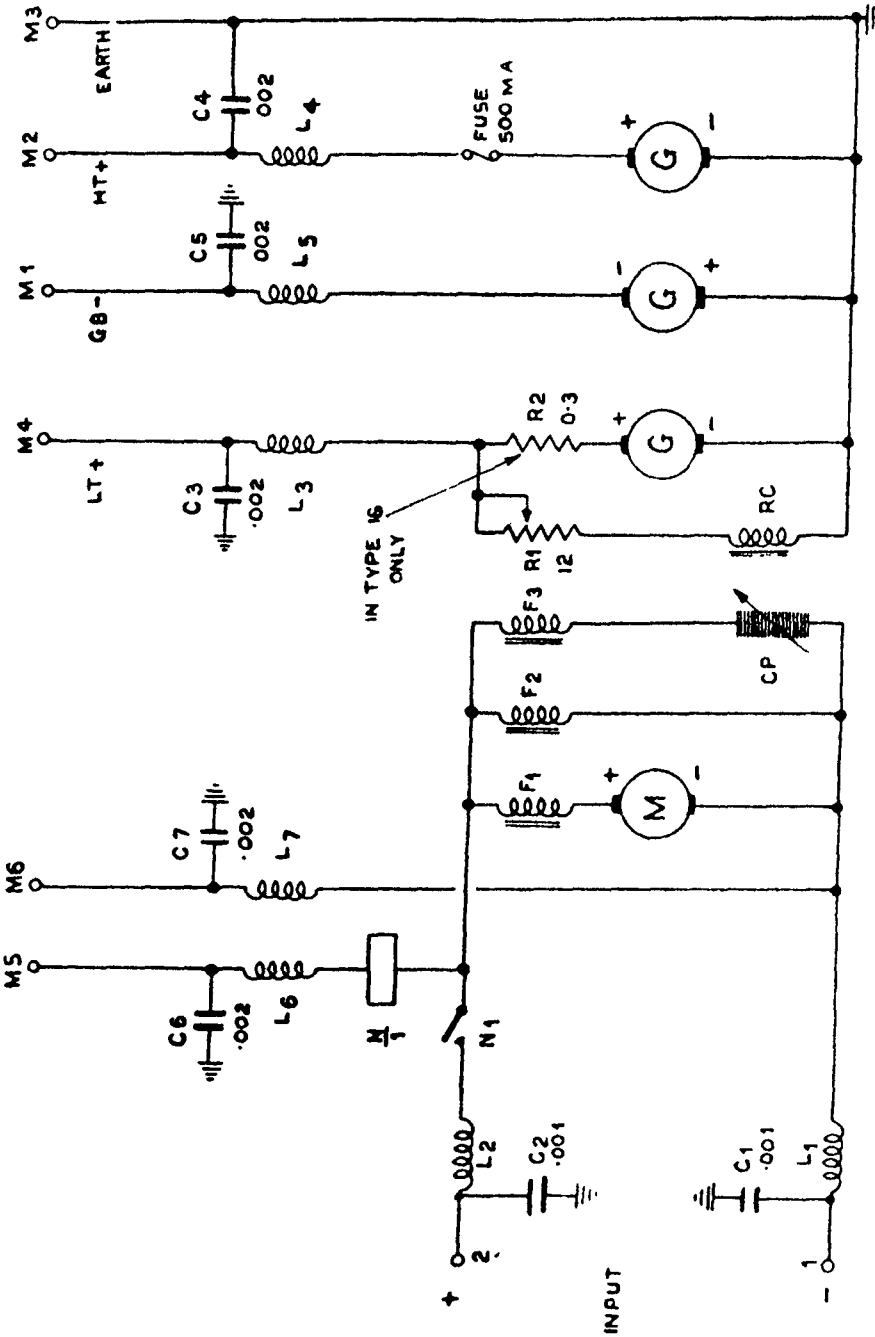 M5
M6
M4
M1
M2
M3
LT+
GB-
HT+
EARTH
C6
.002
L6
C7
.002
L7
C3
.002
L3
C5
002
L5
C4
002
L4
N
1
N1
IN TYPE 16
ONLY
R1
12
R2
0.3
FUSE
500 MA
F1
F2
F3
+
M
-
CP
RC
+
G
-
-
G
+
+
G
-
+
2
L2
C2
.001
C1
.001
L1
1
-
INPUT